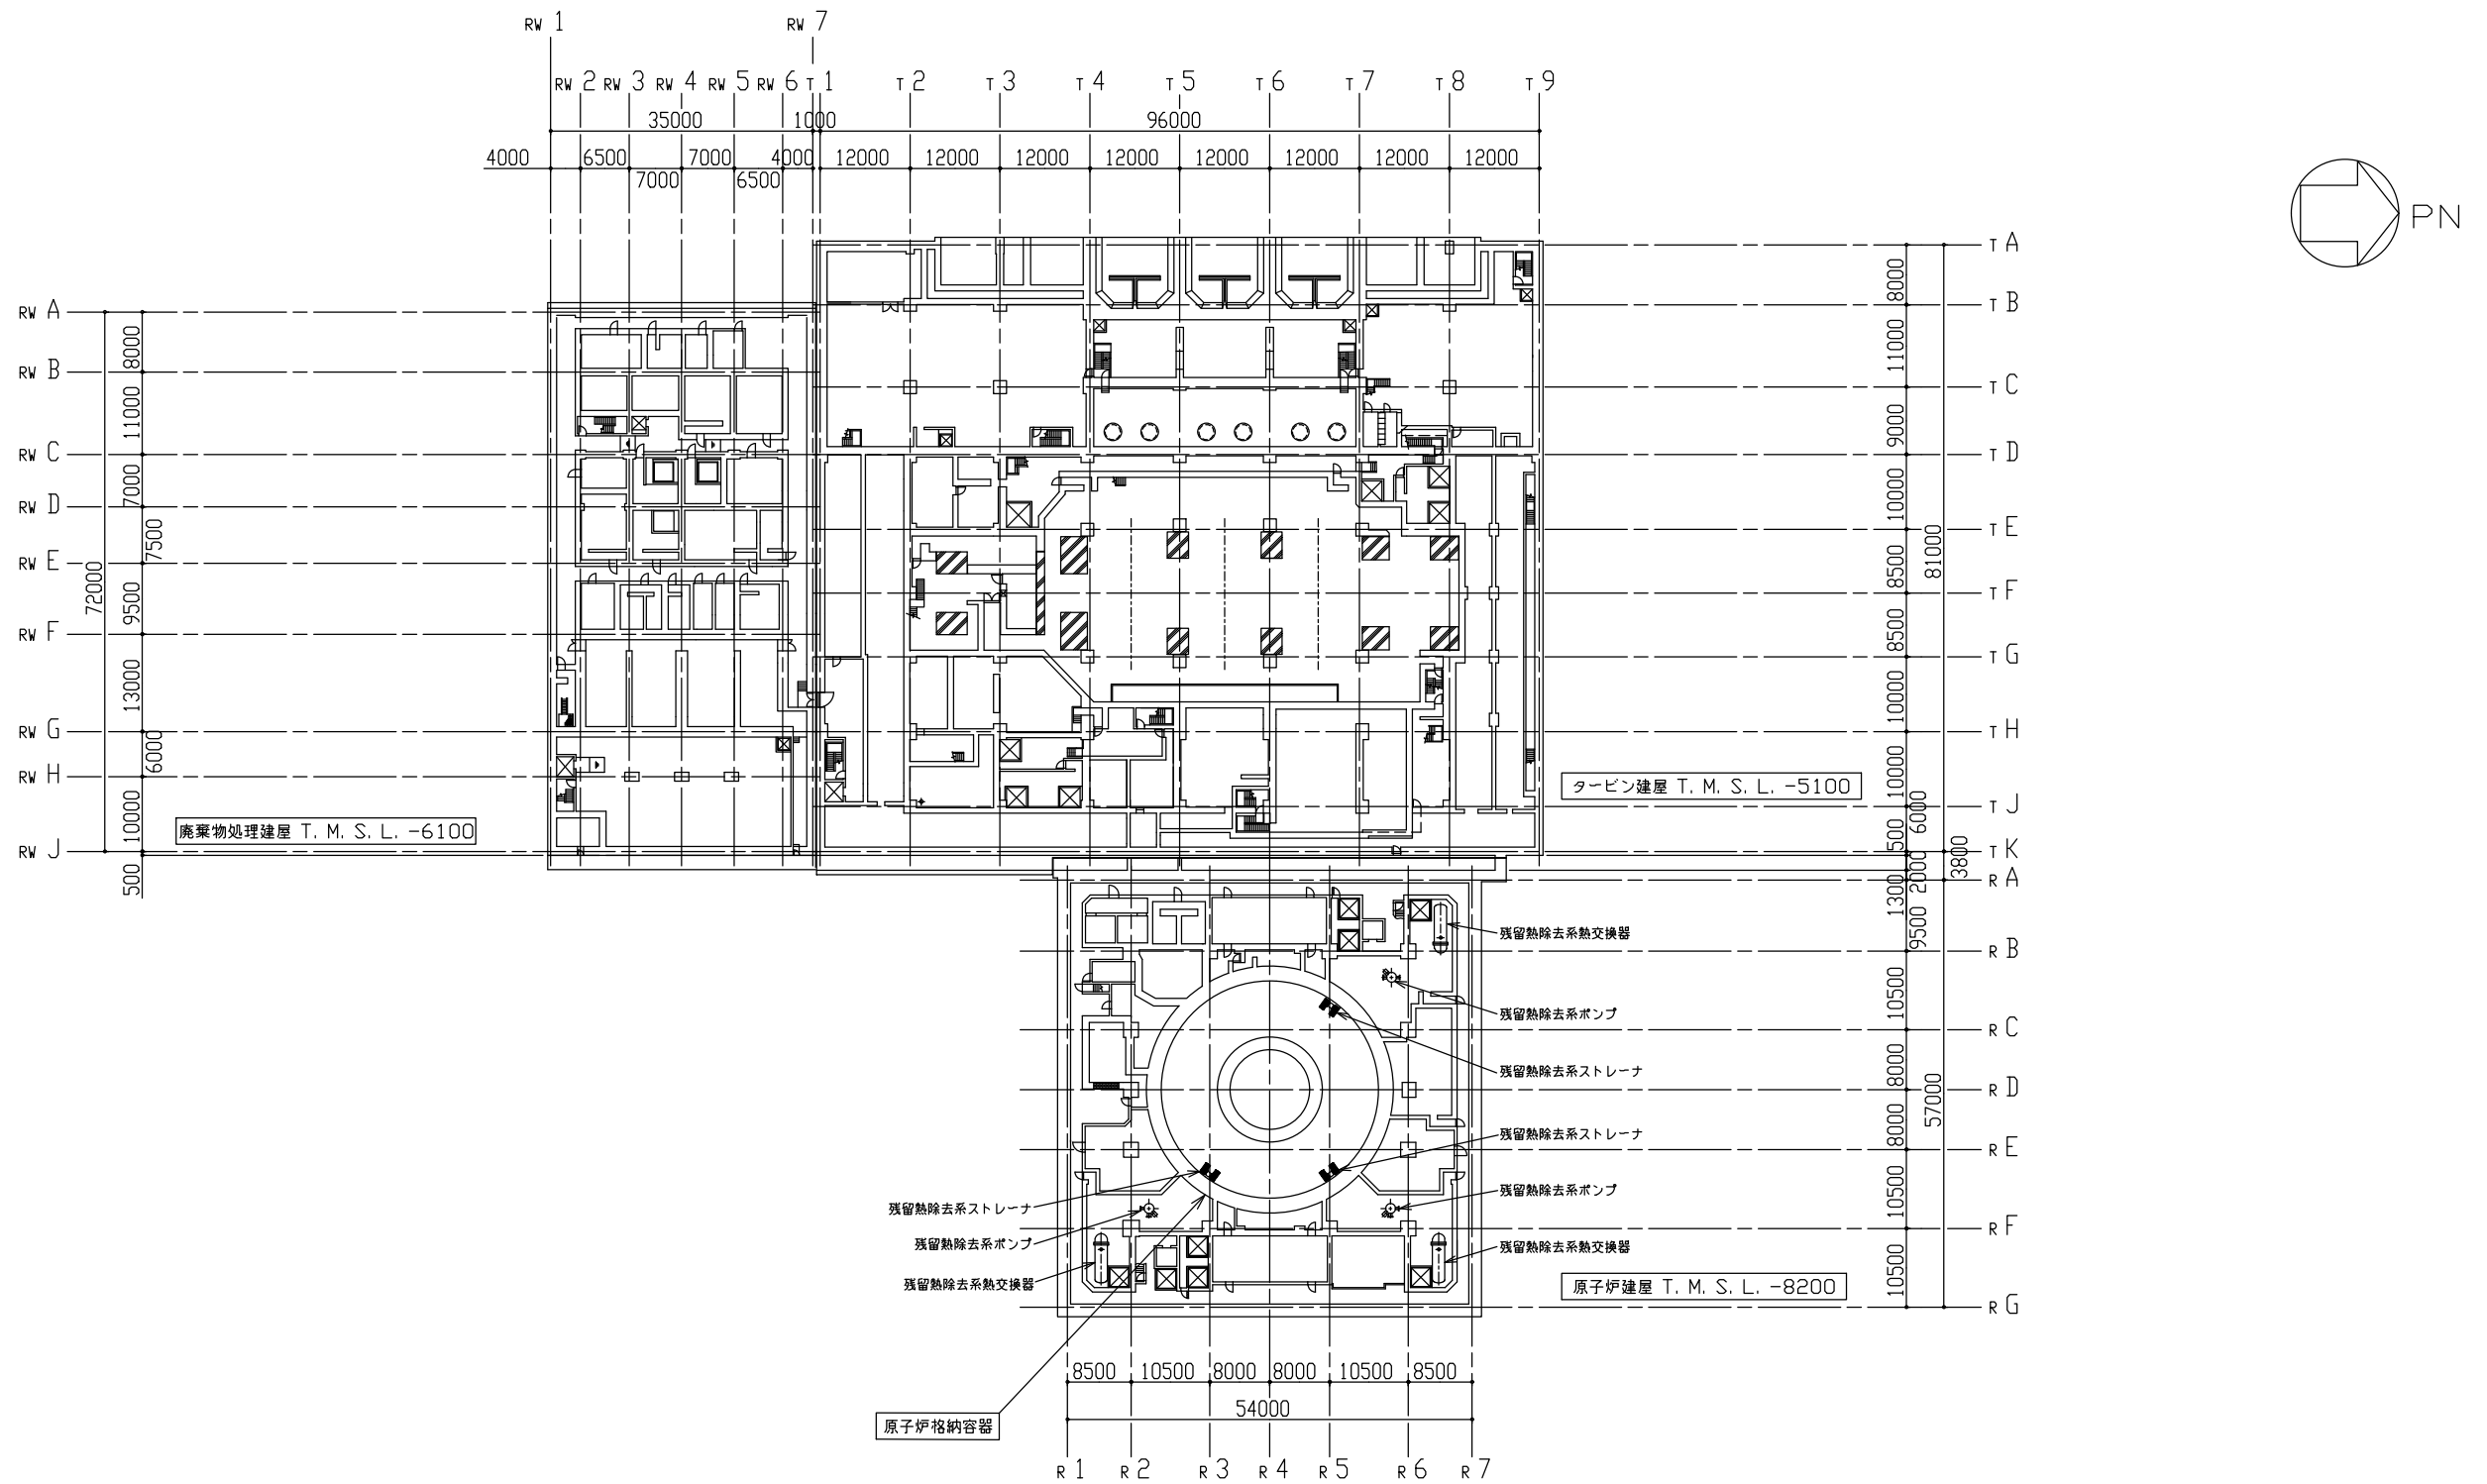 RW 1
RW 7
RW 2 RW 3 RW 4 RW 5 RW 6 T 1 T 2 T 3 T 4 T 5 T 6 T 7 T 8 T 9
35000 1000 96000
4000 6500 7000 4000 12000 12000 12000 12000 12000 12000 12000 12000
7000 6500
PN
RW A
RW B
RW C
RW D
RW E
RW F
RW G
RW H
RW J
8000
11000
7000
7500
9500
13000
6000
10000
500
72000
T A
T B
T C
T D
T E
T F
T G
T H
T J
T K
R A
R B
R C
R D
R E
R F
R G
8000
11000
9000
10000
8500
8500
10000
10000
6000
500
2000
1300
9500
10500
8000
8000
10500
10500
81000
3800
57000
タービン建屋 T. M. S. L. -5100
廃棄物処理建屋 T. M. S. L. -6100
残留熱除去系熱交換器
残留熱除去系ポンプ
残留熱除去系ストレーナ
残留熱除去系ストレーナ
残留熱除去系ポンプ
残留熱除去系ストレーナ
残留熱除去系ポンプ
残留熱除去系熱交換器
残留熱除去系熱交換器
原子炉建屋 T. M. S. L. -8200
8500 10500 8000 8000 10500 8500
54000
原子炉格納容器
R 1 R 2 R 3 R 4 R 5 R 6 R 7